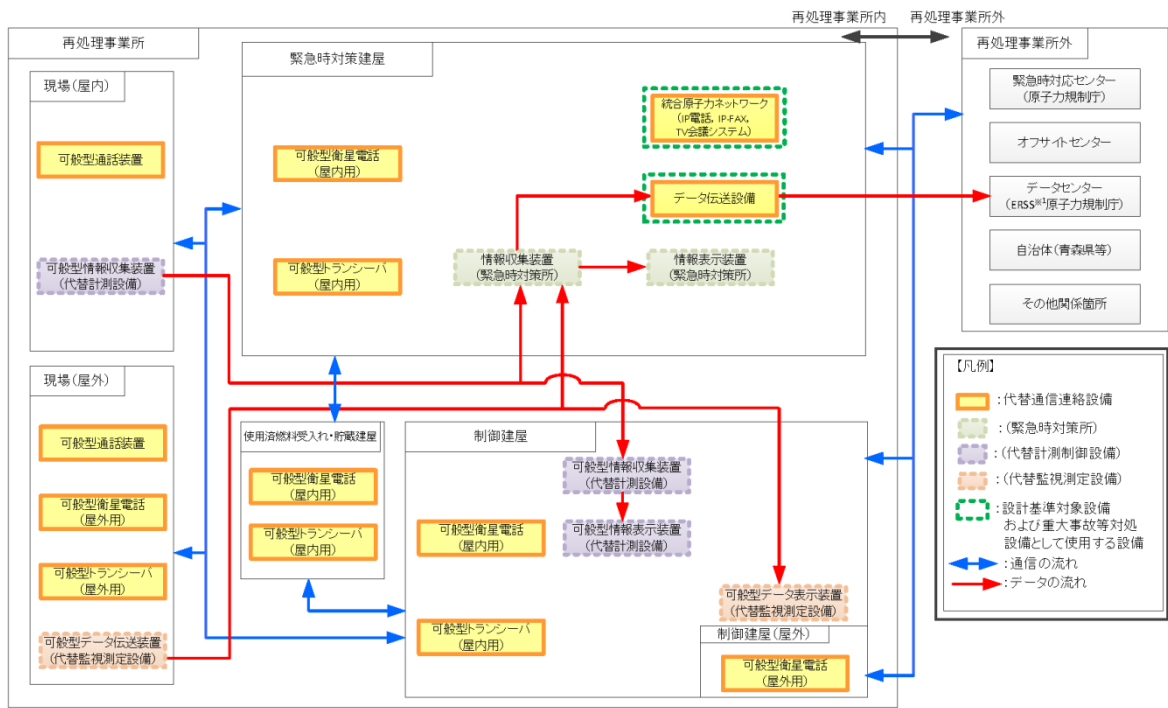 再処理事業所内
再処理事業所外
再処理事業所
現場(屋内)
可搬型通話装置
可搬型情報収集装置
(代替計測設備)
現場(屋外)
可搬型通話装置
可搬型衛星電話
(屋外用)
可搬型トランシーバ
(屋外用)
可搬型データ伝送装置
(代替監視測定設備)
緊急時対策建屋
統合原子力ネットワーク
(IP電話, IP-FAX,
TV会議システム)
可搬型衛星電話
(屋内用)
データ伝送設備
可搬型トランシーバ
(屋内用)
情報収集装置
(緊急時対策所)
情報表示装置
(緊急時対策所)
使用済燃料受入れ・貯蔵建屋
可搬型衛星電話
(屋内用)
可搬型トランシーバ
(屋内用)
制御建屋
可搬型情報収集装置
(代替計測設備)
可搬型衛星電話
(屋内用)
可搬型情報表示装置
(代替計測設備)
可搬型トランシーバ
(屋内用)
可搬型データ表示装置
(代替監視測定設備)
制御建屋(屋外)
可搬型衛星電話
(屋外用)
再処理事業所外
緊急時対応センター
(原子力規制庁)
オフサイトセンター
データセンター
(ERSS※1原子力規制庁)
自治体(青森県等)
その他関係箇所
【凡例】
:代替通信連絡設備
:(緊急時対策所)
:(代替計測制御設備)
:(代替監視測定設備)
:設計基準対象設備
および重大事故等対処
設備として使用する設備
:通信の流れ
:データの流れ